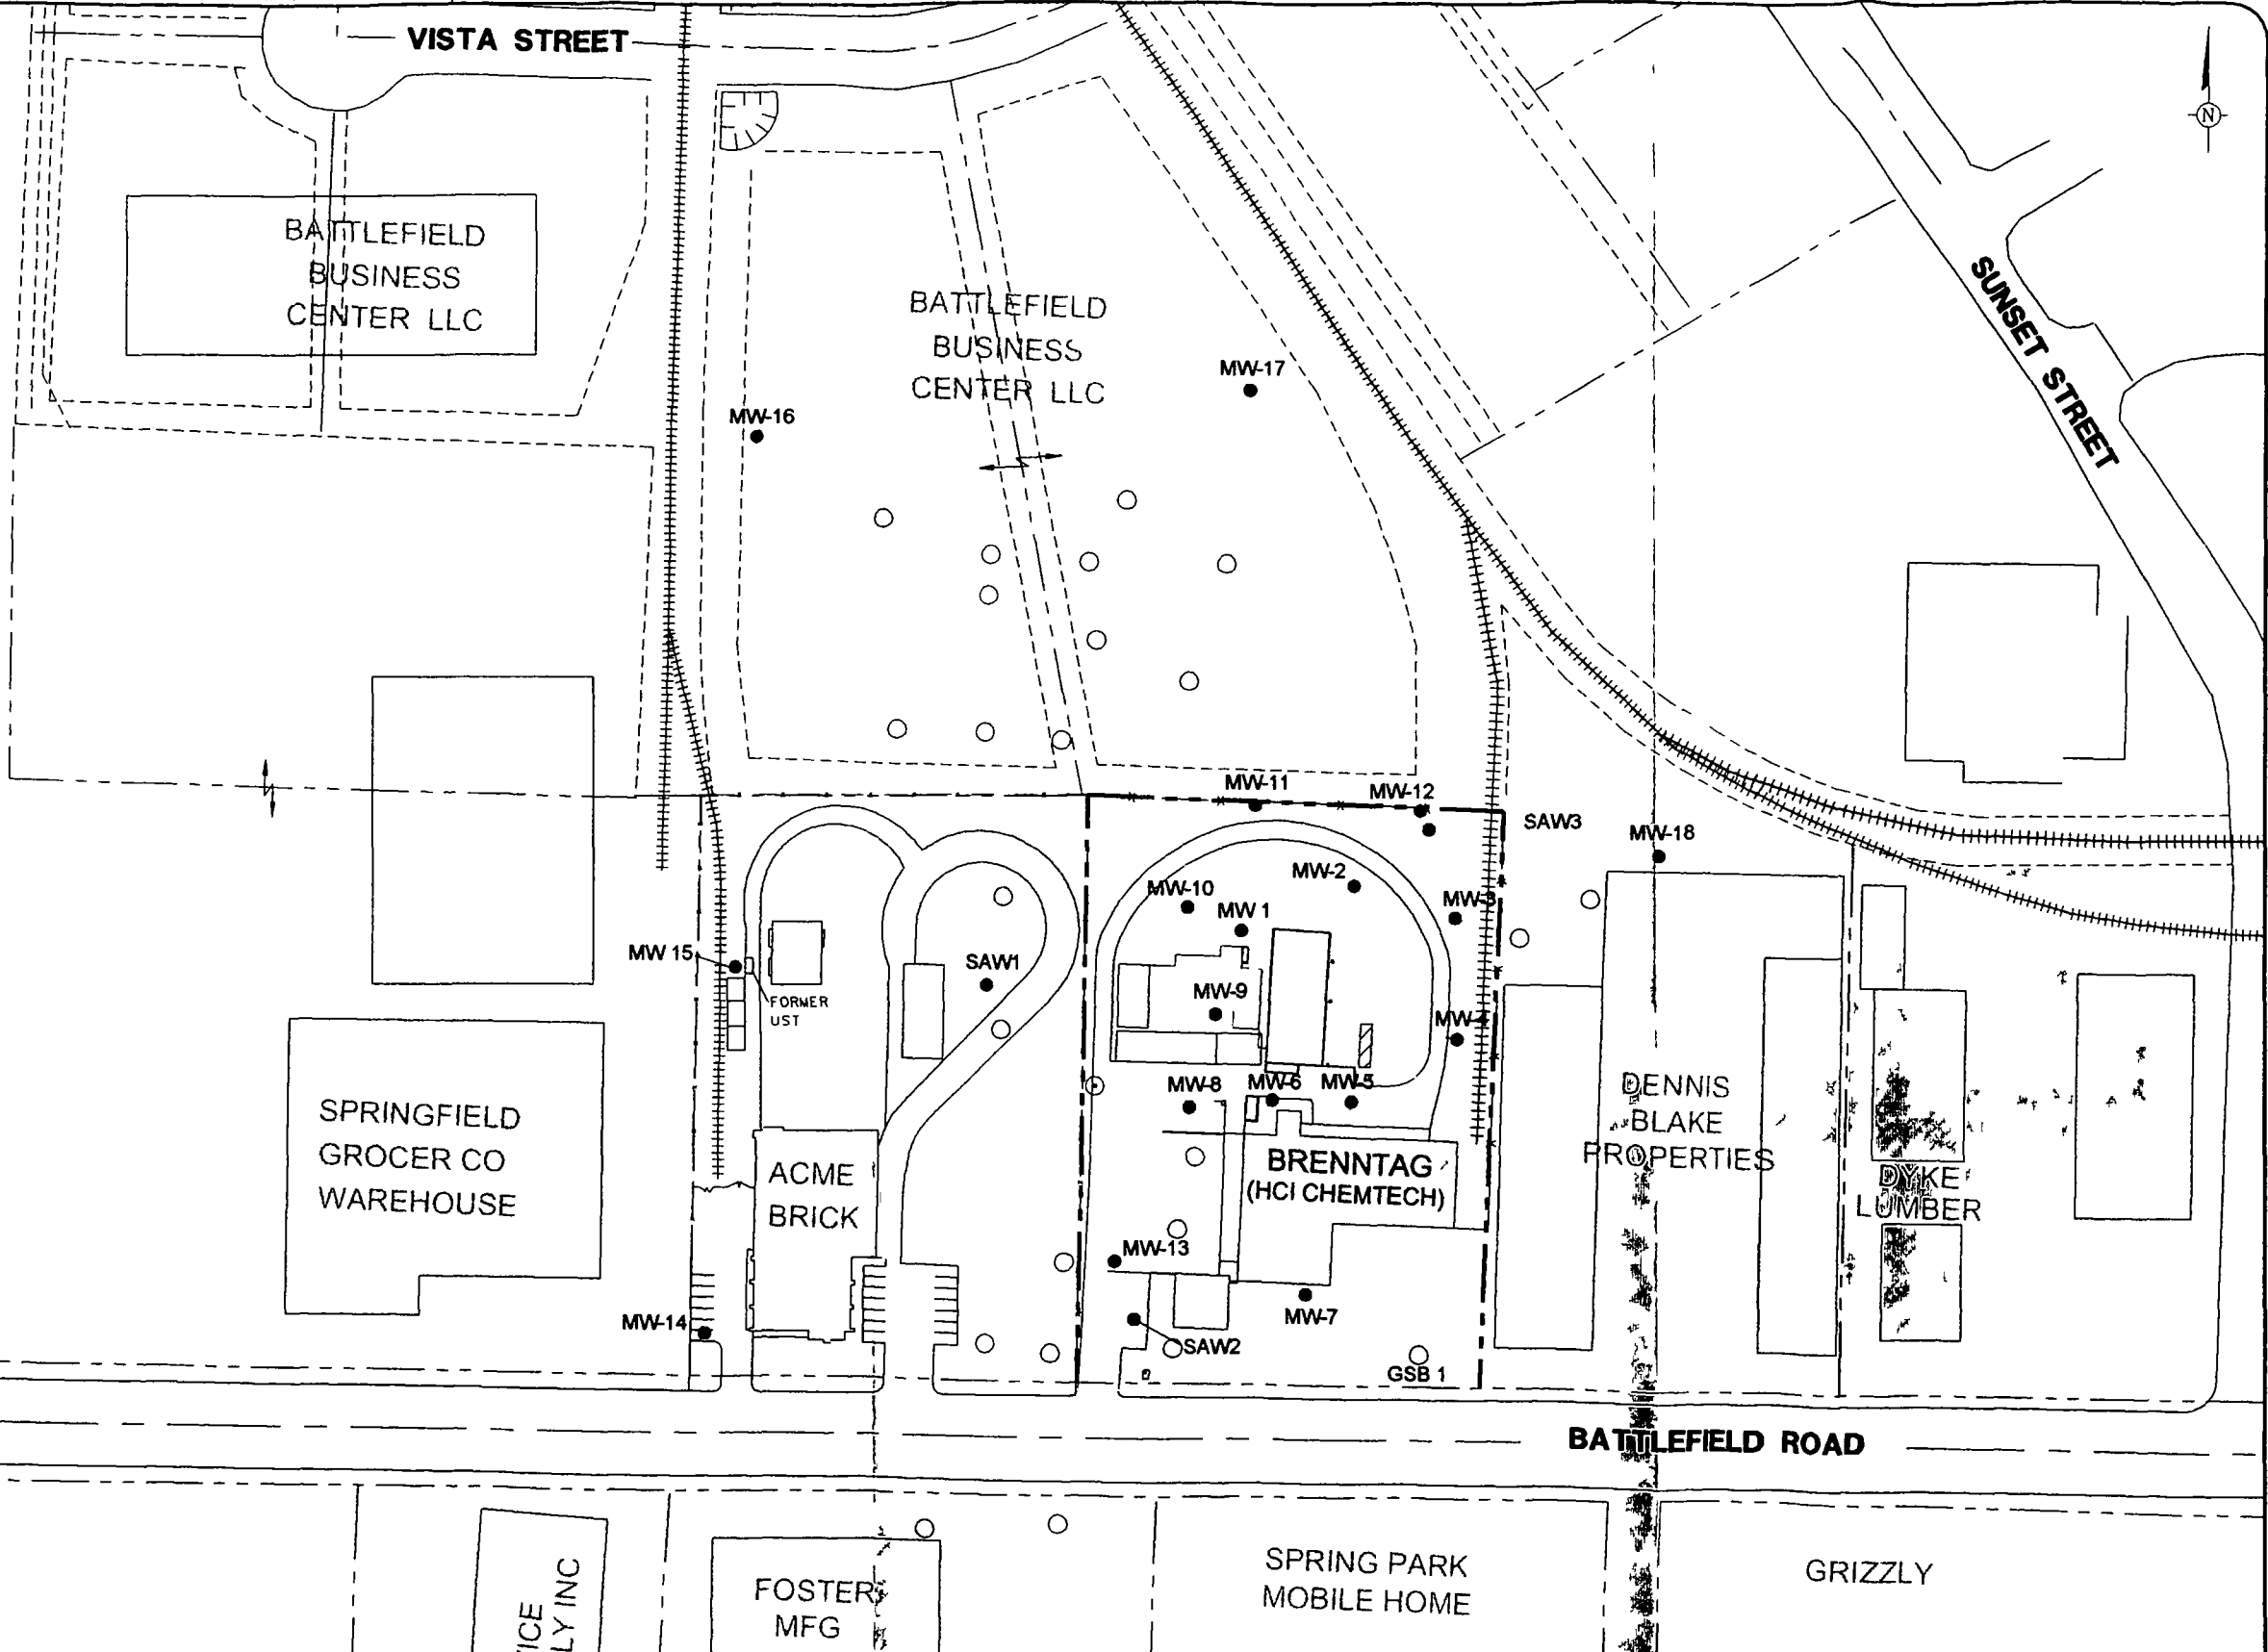 VISTA STREET
N
BATTLEFIELD
BUSINESS
CENTER LLC
BATTLEFIELD
BUSINESS
CENTER LLC
SUNSET STREET
MW-17
MW-16
MW-11
MW-12
SAW3
MW-18
MW-2
MW-10
MW-3
MW 1
MW 15
SAW1
MW-9
FORMER
UST
MW-4
MW-8
MW-6
MW-5
SPRINGFIELD
GROCER CO
WAREHOUSE
ACME
BRICK
BRENNTAG
(HCI CHEMTECH)
DENNIS
BLAKE
PROPERTIES
DYKE
LUMBER
MW-13
MW-7
MW-14
SAW2
GSB 1
BATTLEFIELD ROAD
FOSTER
MFG
SPRING PARK
MOBILE HOME
GRIZZLY
ICE
LY INC